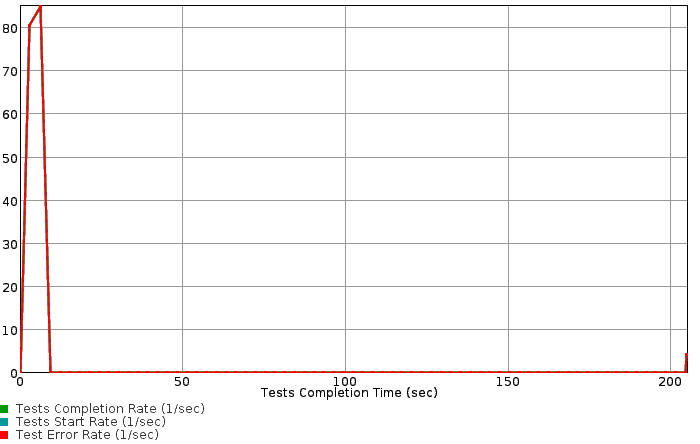 80
70
60
50
40
30
20
10
0
0 50 100 150 200
Tests Completion Time (sec)
Tests Completion Rate (1/sec)
Tests Start Rate (1/sec)
Test Error Rate (1/sec)